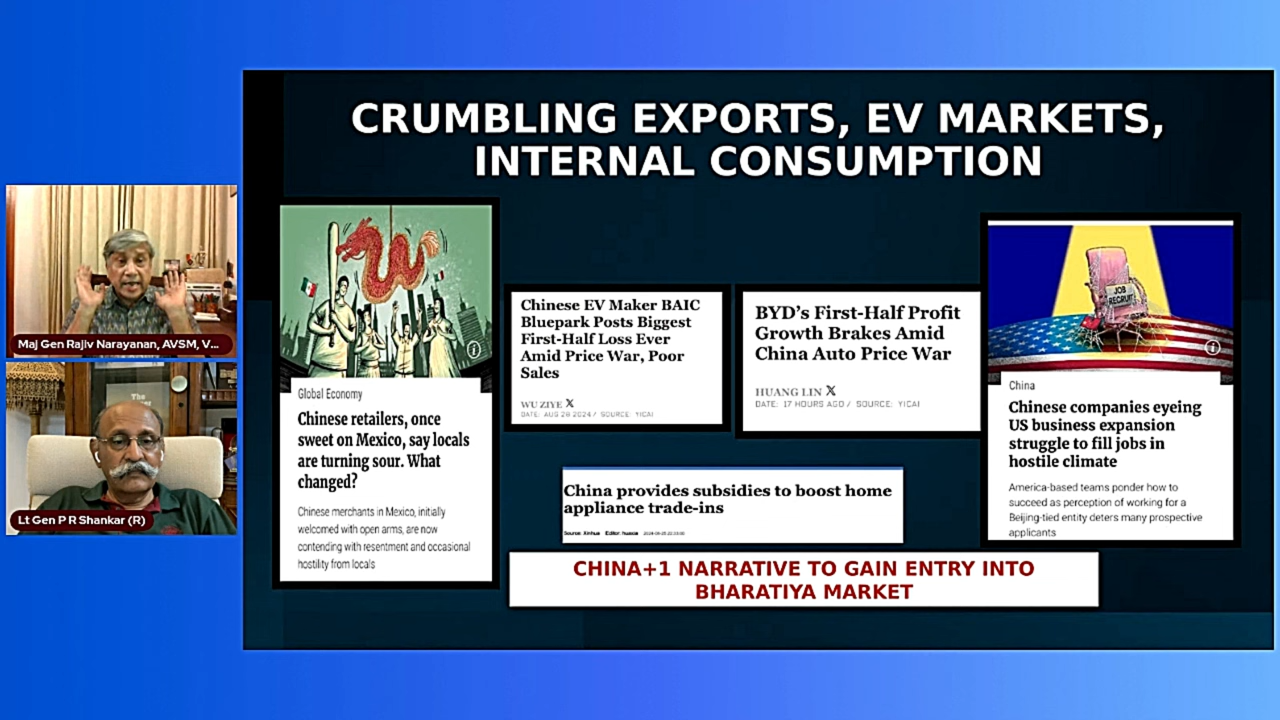 CRUMBLING EXPORTS, EV MARKETS,
INTERNAL CONSUMPTION
Maj Gen Rajiv Narayanan, AVSM, V...
Lt Gen P R Shankar (R)
Global Economy
Chinese retailers, once
sweet on Mexico, say locals
are turning sour. What
changed?
Chinese merchants in Mexico, initially
welcomed with open arms, are now
contending with resentment and occasional
hostility from locals
Chinese EV Maker BAIC
Bluepark Posts Biggest
First-Half Loss Ever
Amid Price War, Poor
Sales
WU ZIYE X
DATE: AUG 28 2024 / SOURCE: YICAI
BYD's First-Half Profit
Growth Brakes Amid
China Auto Price War
HUANG LIN X
DATE: 17 HOURS AGO / SOURCE: YICAI
JOB
RECRUIT
China
Chinese companies eyeing
US business expansion
struggle to fill jobs in
hostile climate
America-based teams ponder how to
succeed as perception of working for a
Beijing-tied entity deters many prospective
applicants
China provides subsidies to boost home
appliance trade-ins
Source: Xinhua Editor: huaxia
CHINA+1 NARRATIVE TO GAIN ENTRY INTO
BHARATIYA MARKET